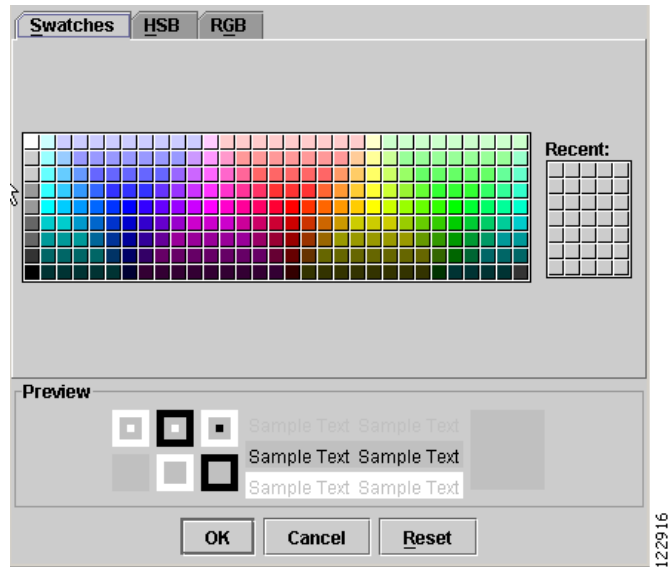 Swatches HSB RGB
Recent:
Preview
Sample Text Sample Text
Sample Text Sample Text
Sample Text Sample Text
OK Cancel Reset
122916